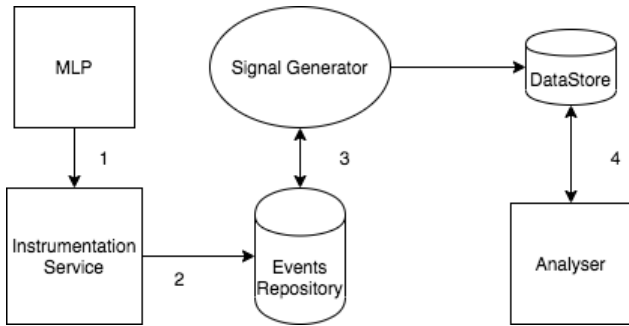 MLP
Signal Generator
DataStore
1
3
4
Instrumentation
Service
2
Events
Repository
Analyser